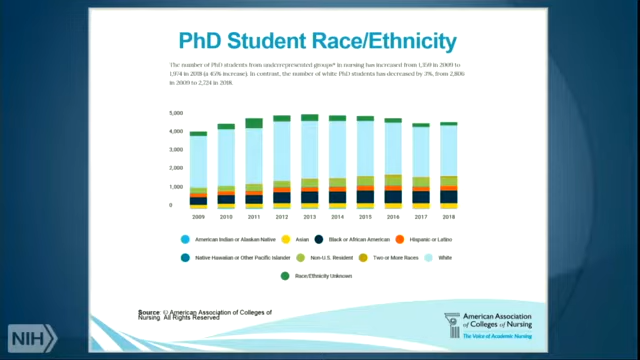 PhD Student Race/Ethnicity
The number of PhD students from underrepresented groups* in nursing has increased from 1,359 in 2009 to
1,974 in 2018 (a 45% increase). In contrast, the number of white PhD students has decreased by 3%, from 2,806
in 2009 to 2,724 in 2018.
5,000
4,000
3,000
2,000
1,000
0
2009 2010 2011 2012 2013 2014 2015 2016 2017 2018
American Indian or Alaskan Native Asian Black or African American Hispanic or Latino
Native Hawaiian or Other Pacific Islander Non-U.S. Resident Two or More Races White
Race/Ethnicity Unknown
Source: © American Association of Colleges of
Nursing. All Rights Reserved
American Association
of Colleges of Nursing
The Voice of Academic Nursing
NIH